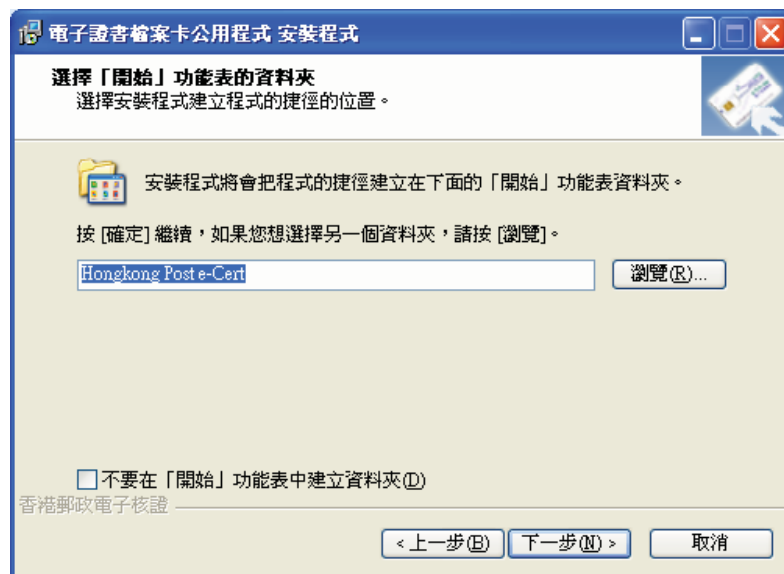 電子證書檔案卡公用程式 安裝程式
選擇「開始」功能表的資料夾
選擇安裝程式建立程式的捷徑的位置。
安裝程式將會把程式的捷徑建立在下面的「開始」功能表資料夾。
按 [確定] 繼續，如果您想選擇另一個資料夾，請按 [瀏覽]。
Hongkong Post e-Cert
瀏覽(R)...
不要在「開始」功能表中建立資料夾(D)
香港郵政電子核證
< 上一步(B)
下一步(N) >
取消